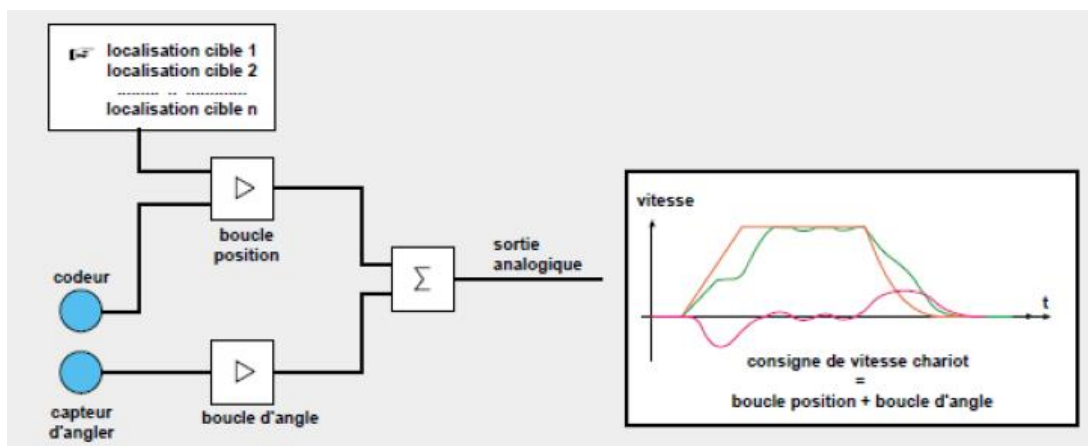 localisation cible 1
localisation cible 2
--------- -- -------------
localisation cible n
boucle
position
codeur
capteur
d'angler
boucle d'angle
Σ
sortie
analogique
vitesse
t
consigne de vitesse chariot
=
boucle position + boucle d'angle